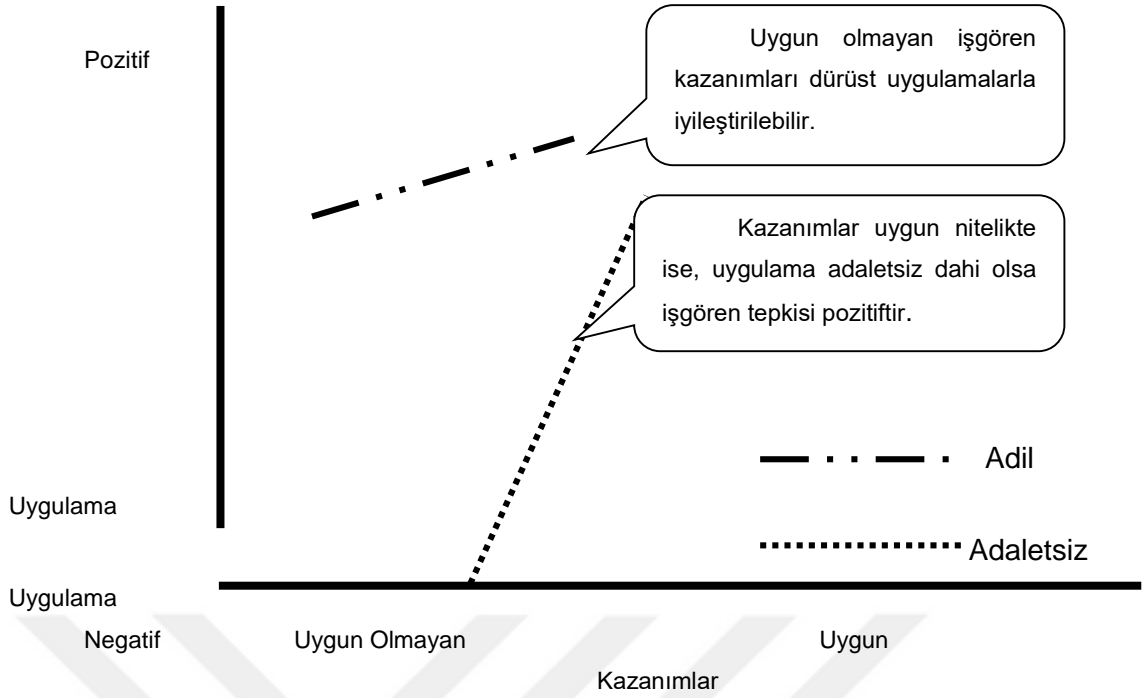 Pozitif
Uygun olmayan işgören
kazanımları dürüst uygulamalarla
iyileştirilebilir.
Kazanımlar uygun nitelikte
ise, uygulama adaletsiz dahi olsa
işgören tepkisi pozitiftir.
Adil
Uygulama
Adaletsiz
Uygulama
Negatif Uygun Olmayan Uygun
Kazanımlar